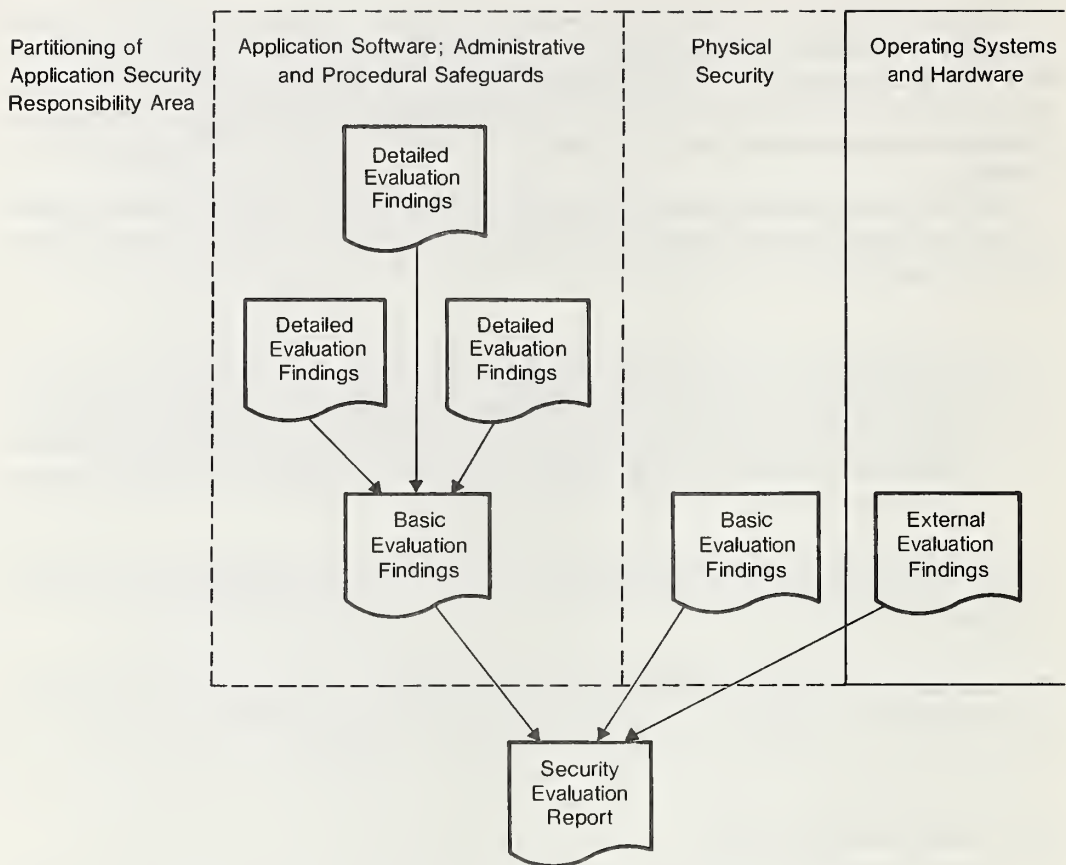 Partitioning of
Application Security
Responsibility Area
Application Software; Administrative
and Procedural Safeguards
Physical
Security
Operating Systems
and Hardware
Detailed
Evaluation
Findings
Detailed
Evaluation
Findings
Detailed
Evaluation
Findings
Basic
Evaluation
Findings
Basic
Evaluation
Findings
External
Evaluation
Findings
Security
Evaluation
Report